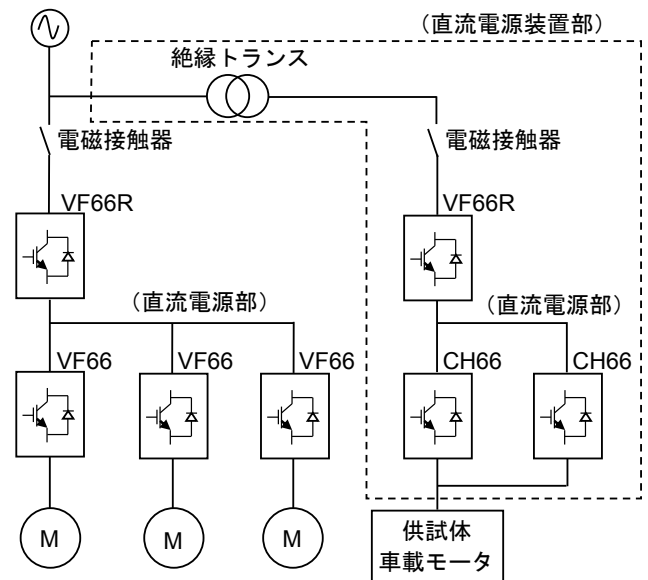 （直流電源装置部）
絶縁トランス
電磁接触器
電磁接触器
VF66R
VF66R
（直流電源部）
（直流電源部）
VF66
VF66
VF66
CH66
CH66
M
M
M
供試体
車載モータ